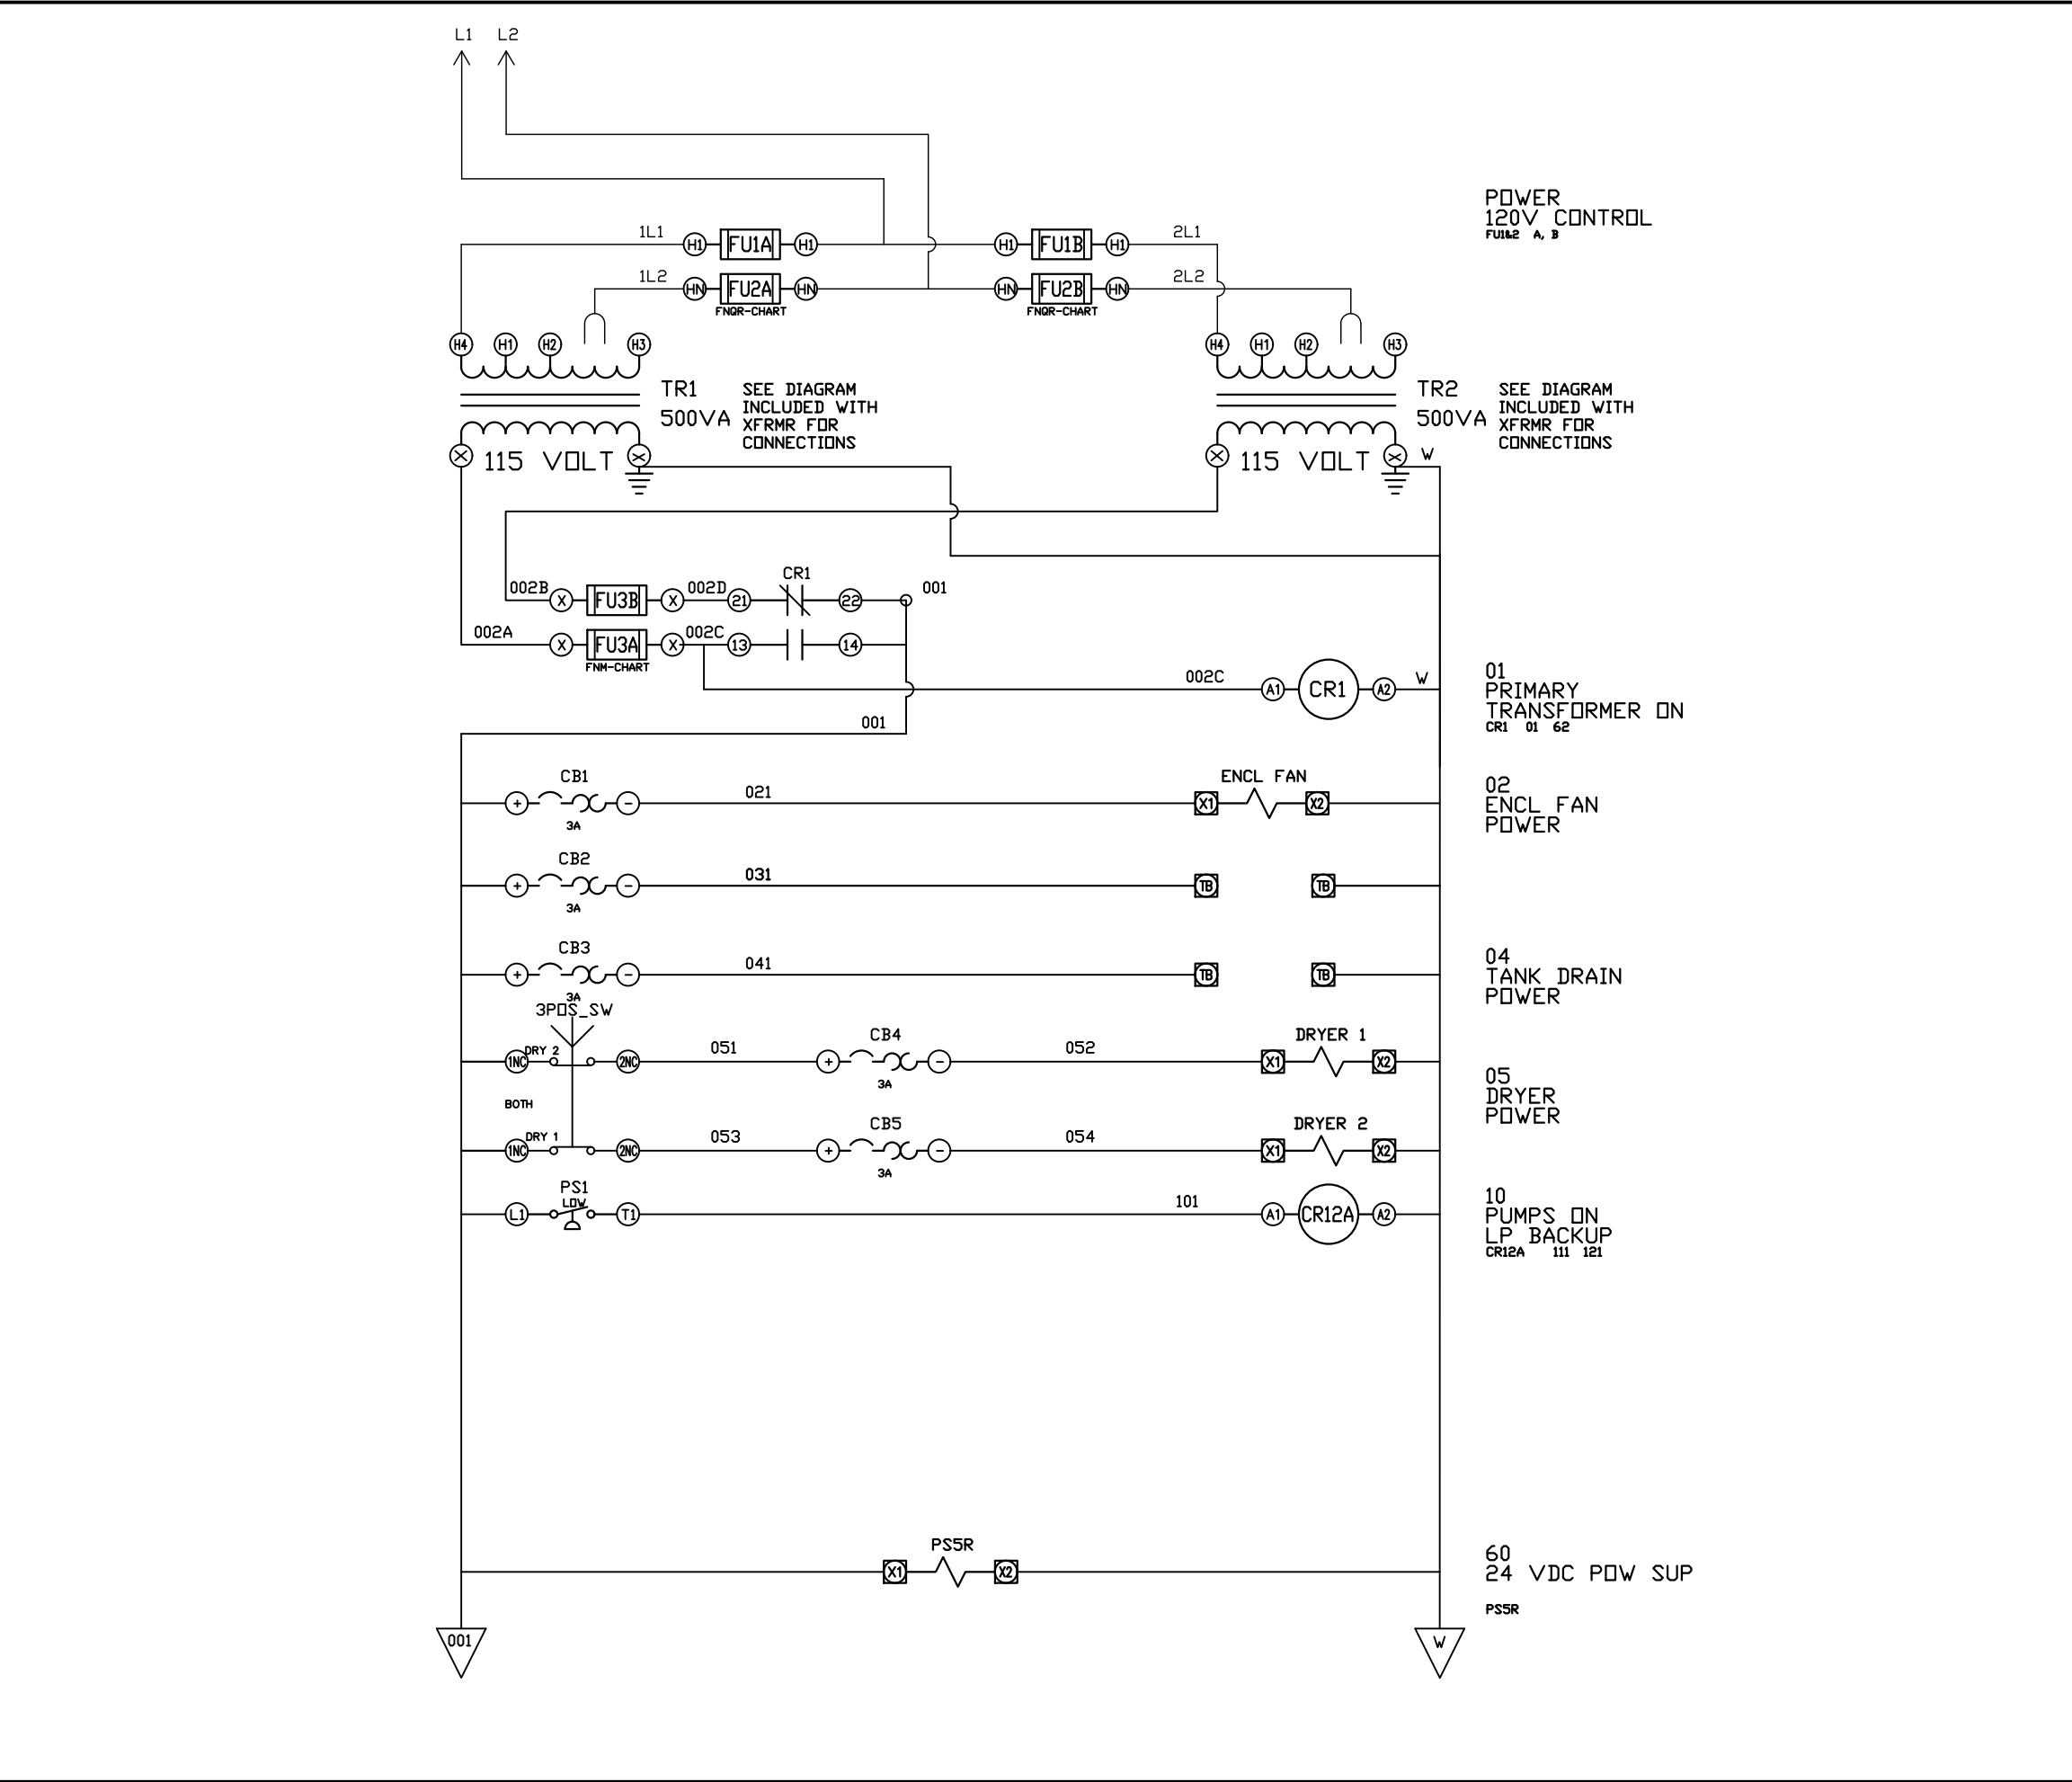 L1 L2
POWER
120V CONTROL
FU1&2 A, B
1L1 H1 FU1A H1 H1 FU1B H1 2L1
1L2 HN FU2A HN HN FU2B HN 2L2
FNQR-CHART FNQR-CHART
H4 H1 H2 H3 H4 H1 H2 H3
TR1
500VA
SEE DIAGRAM
INCLUDED WITH
XFRMR FOR
CONNECTIONS
TR2
500VA
SEE DIAGRAM
INCLUDED WITH
XFRMR FOR
CONNECTIONS
X 115 VOLT X X 115 VOLT X W
CR1
002B X FU3B X 002D 21 22 001
002A X FU3A X 002C 13 14
FNM-CHART
002C A1 CR1 A2 W
01
PRIMARY
TRANSFORMER ON
CR1 01 62
001
CB1 ENCL FAN
+ - 021 X1 X2
3A
02
ENCL FAN
POWER
CB2
+ - 031 TB TB
3A
CB3
+ - 041 TB TB
3A
04
TANK DRAIN
POWER
3POS_SW
CB4 DRYER 1
1NC DRY 2 2NC 051 + - 052 X1 X2
3A
BOTH
05
DRYER
POWER
CB5 DRYER 2
1NC DRY 1 2NC 053 + - 054 X1 X2
3A
PS1
LOW
L1 T1 101 A1 CR12A A2
10
PUMPS ON
LP BACKUP
CR12A 111 121
PS5R
X1 X2
60
24 VDC POW SUP
PS5R
001 W